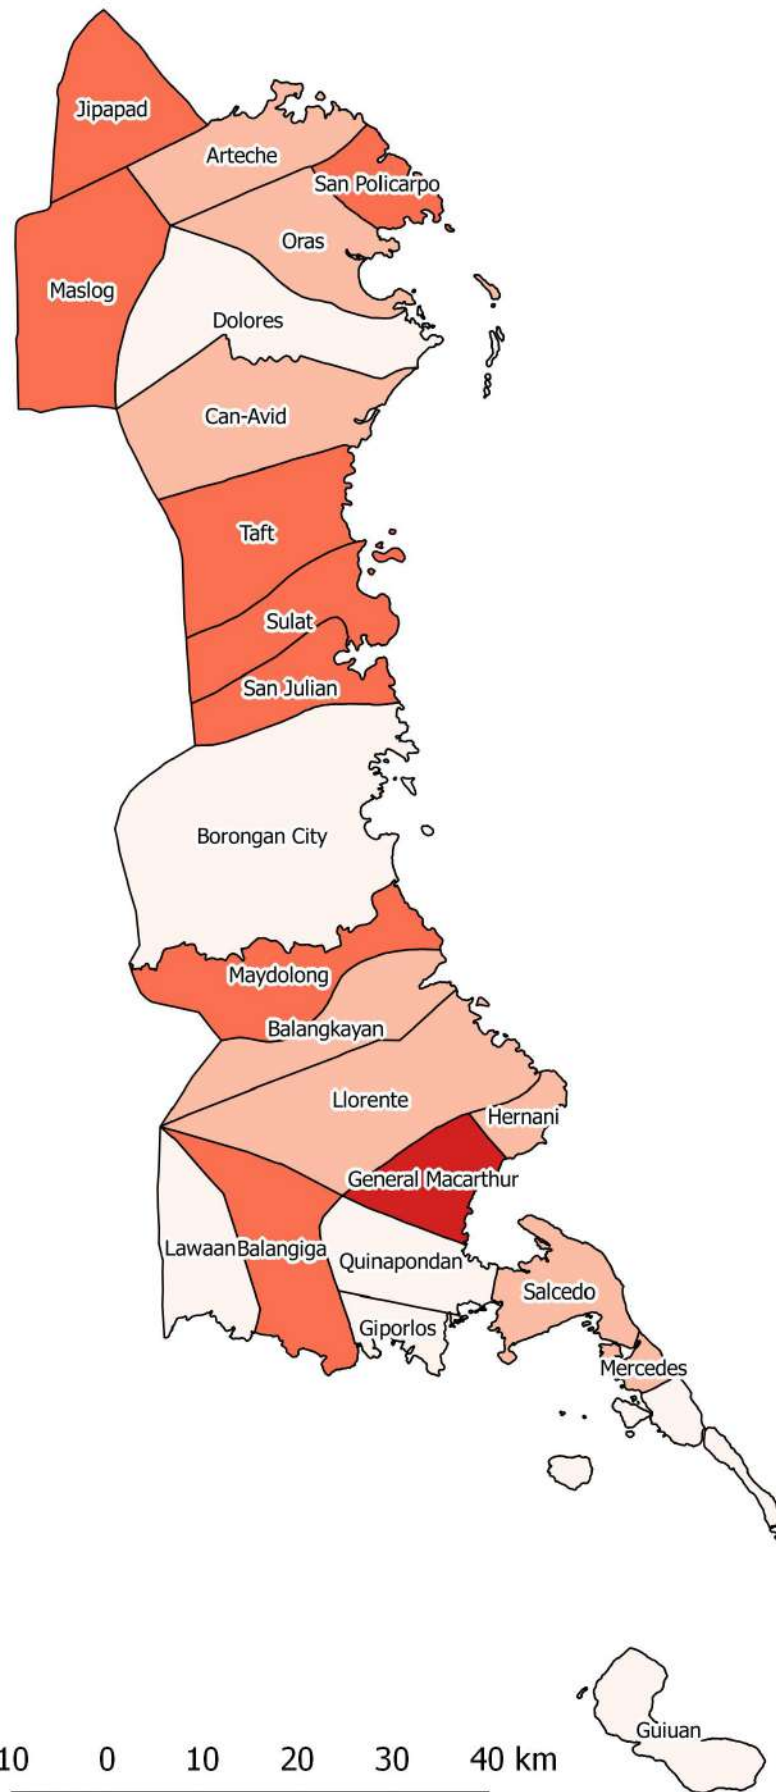 Jipapad
Arteche
San Policarpo
Oras
Maslog
Dolores
Can-Avid
Taft
Sulat
San Julian
Borongan City
Maydolong
Balangkayan
Llorente
Hernani
General Macarthur
Lawaan
Balangiga
Quinapondan
Salcedo
Giporlos
Mercedes
Guiuan
10 0 10 20 30 40 km